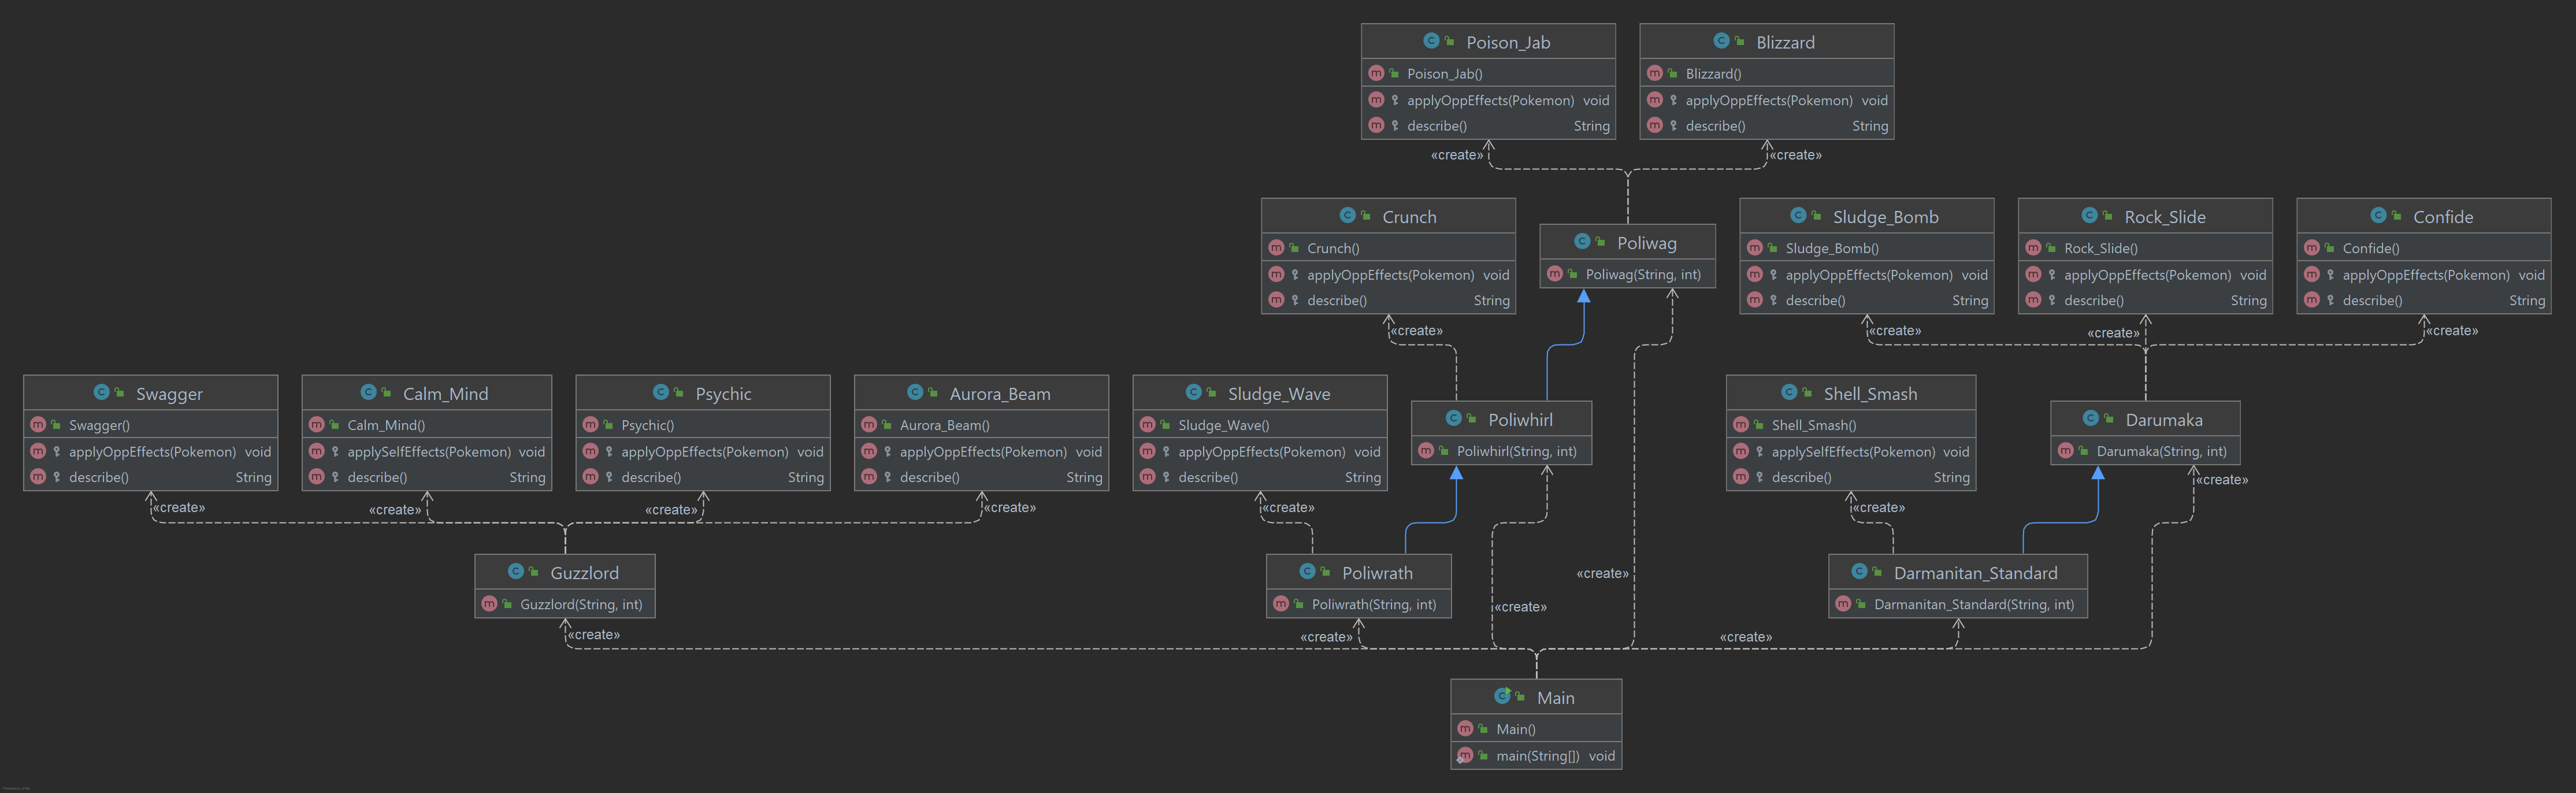 Poison_Jab
Poison_Jab()
applyOppEffects(Pokemon) void
describe() String
Blizzard
Blizzard()
applyOppEffects(Pokemon) void
describe() String
«create»
«create»
Crunch
Crunch()
applyOppEffects(Pokemon) void
describe() String
Poliwag
Poliwag(String, int)
Sludge_Bomb
Sludge_Bomb()
applyOppEffects(Pokemon) void
describe() String
Rock_Slide
Rock_Slide()
applyOppEffects(Pokemon) void
describe() String
Confide
Confide()
applyOppEffects(Pokemon) void
describe() String
«create»
«create»
«create»
«create»
Swagger
Swagger()
applyOppEffects(Pokemon) void
describe() String
Calm_Mind
Calm_Mind()
applySelfEffects(Pokemon) void
describe() String
Psychic
Psychic()
applyOppEffects(Pokemon) void
describe() String
Aurora_Beam
Aurora_Beam()
applyOppEffects(Pokemon) void
describe() String
Sludge_Wave
Sludge_Wave()
applyOppEffects(Pokemon) void
describe() String
Poliwhirl
Poliwhirl(String, int)
Shell_Smash
Shell_Smash()
applySelfEffects(Pokemon) void
describe() String
Darumaka
Darumaka(String, int)
«create»
«create»
«create»
«create»
«create»
«create»
«create»
«create»
Guzzlord
Guzzlord(String, int)
Poliwrath
Poliwrath(String, int)
«create»
«create»
Darmanitan_Standard
Darmanitan_Standard(String, int)
«create»
«create»
«create»
Main
Main()
main(String[]) void